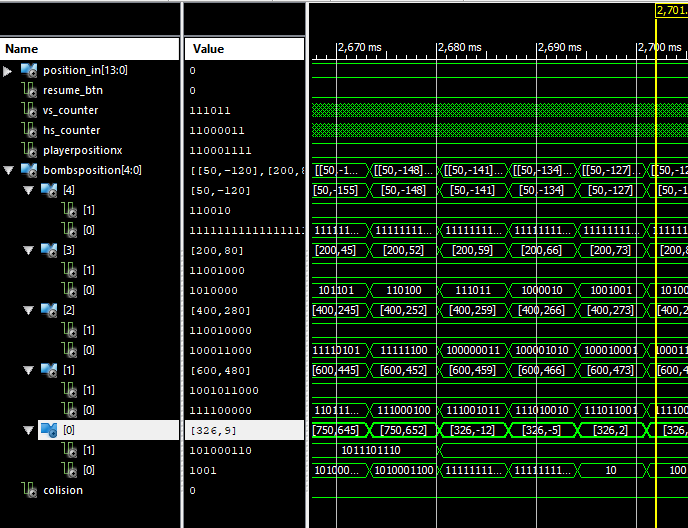 2,701.
Name Value 2,670 ms 2,680 ms 2,690 ms 2,700 ms
position_in[13:0] 0
resume_btn 0
vs_counter 111011
hs_counter 11000011
playerpositionx 110001111
bombsposition[4:0] [[50,-120],[200,8 [[50,-1... [[50,-148]... [[50,-141]... [[50,-134]... [[50,-127]... [[50,-12
[4] [50,-120] [50,-155] [50,-148] [50,-141] [50,-134] [50,-127] [50,-12
[1] 110010
[0] 11111111111111111 111111... 11111111... 11111111... 11111111... 11111111... 11111
[3] [200,80] [200,45] [200,52] [200,59] [200,66] [200,73] [200,8
[1] 11001000
[0] 1010000 101101 110100 111011 1000010 1001001 10100
[2] [400,280] [400,245] [400,252] [400,259] [400,266] [400,273] [400,2
[1] 110010000
[0] 100011000 11110101 11111100 100000011 100001010 100010001 100011
[1] [600,480] [600,445] [600,452] [600,459] [600,466] [600,473] [600,4
[1] 1001011000
[0] 111100000 110111... 111000100 111001011 111010010 111011001 11110
[0] [326,9] [750,645] [750,652] [326,-12] [326,-5] [326,2] [326,
[1] 101000110 1011101110
[0] 1001 10100... 1010001100 11111111... 11111111... 10 100
colision 0